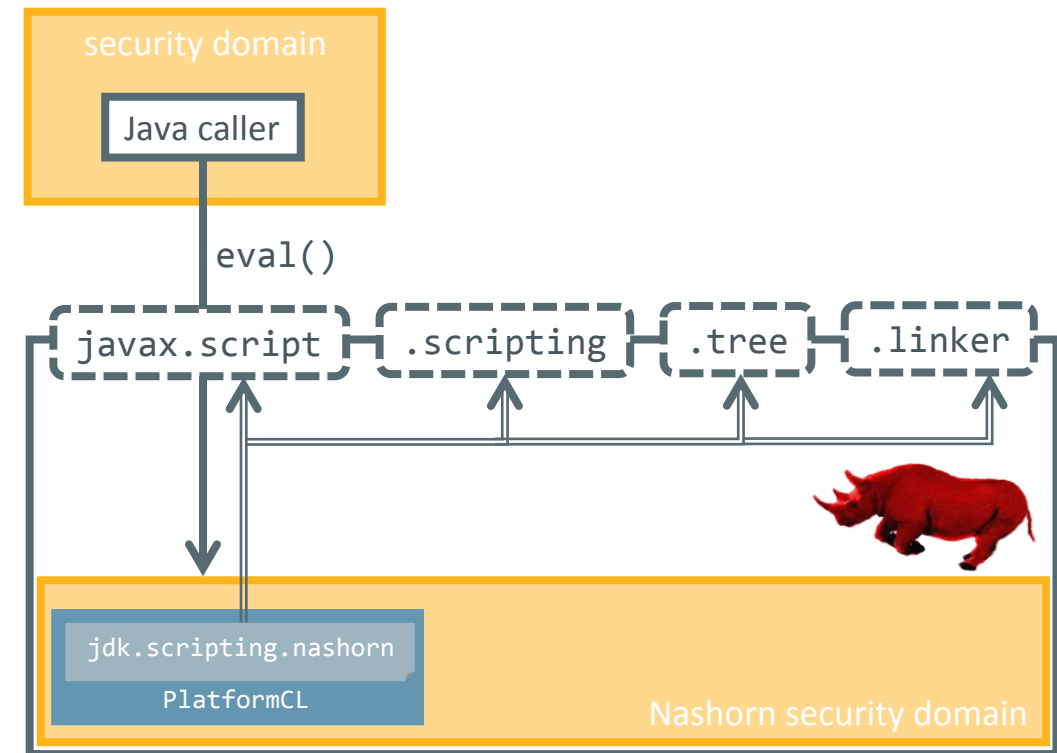 security domain
Java caller
eval()
javax.script
.scripting
.tree
.linker
jdk.scripting.nashorn
PlatformCL
Nashorn security domain